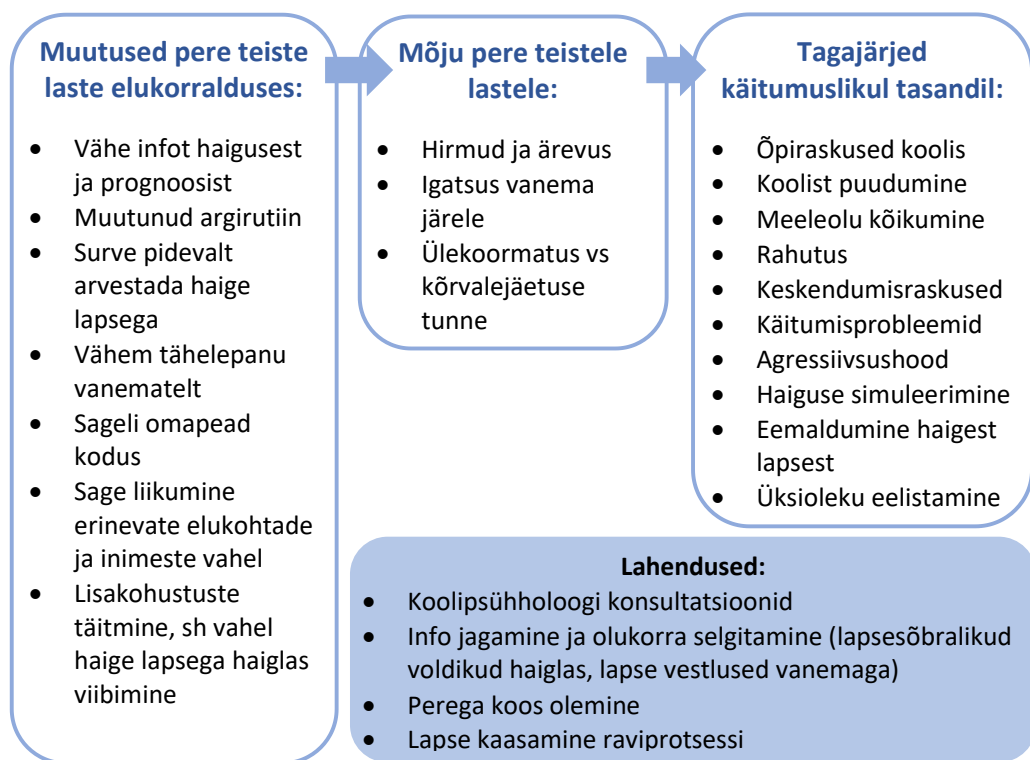 Muutused pere teiste
laste elukorralduses:
• Vähe infot haigusest
ja prognoosist
• Muutunud argirutiin
• Surve pidevalt
arvestada haige
lapsega
• Vähem tähelepanu
vanematelt
• Sageli omapead
kodus
• Sage liikumine
erinevate elukohtade
ja inimeste vahel
• Lisakohustuste
täitmine, sh vahel
haige lapsega haiglas
viibimine
Mõju pere teistele
lastele:
• Hirmud ja ärevus
• Igatsus vanema
järele
• Ülekoormatus vs
kõrvalejäetuse
tunne
Tagajärjed
käitumuslikul tasandil:
• Õpiraskused koolis
• Koolist puudumine
• Meeleolu kõikumine
• Rahutus
• Keskendumisraskused
• Käitumisprobleemid
• Agressiivsushood
• Haiguse simuleerimine
• Eemaldumine haigest
lapsest
• Üksioleku eelistamine
Lahendused:
• Koolipsühholoogi konsultatsioonid
• Info jagamine ja olukorra selgitamine (lapsesõbralikud
voldikud haiglas, lapse vestlused vanemaga)
• Perega koos olemine
• Lapse kaasamine raviprotsessi